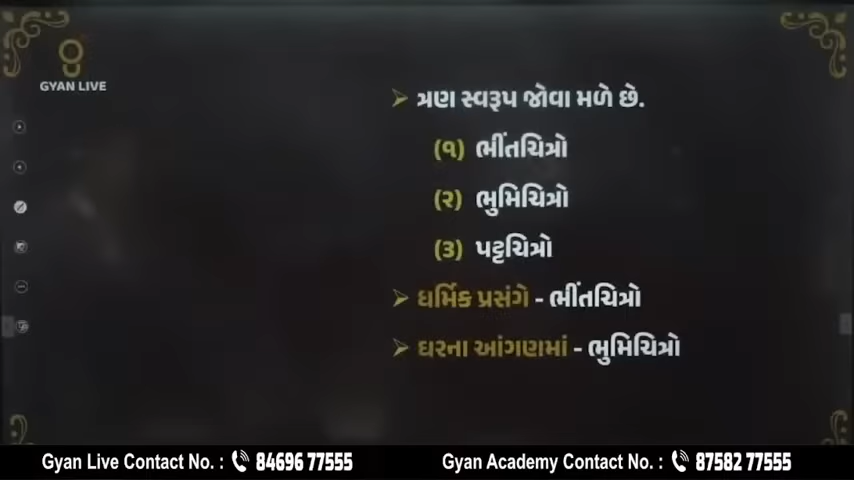 GYAN LIVE
ત્રણ સ્વરૂપ જોવા મળે છે.
(૧) ભીંતચિત્રો
(૨) ભુમિચિત્રો
(૩) પટ્ટચિત્રો
ધર્મિક પ્રસંગે - ભીંતચિત્રો
ઘરના આંગણમાં - ભુમિચિત્રો
Gyan Live Contact No. : 84696 77555
Gyan Academy Contact No. : 87582 77555